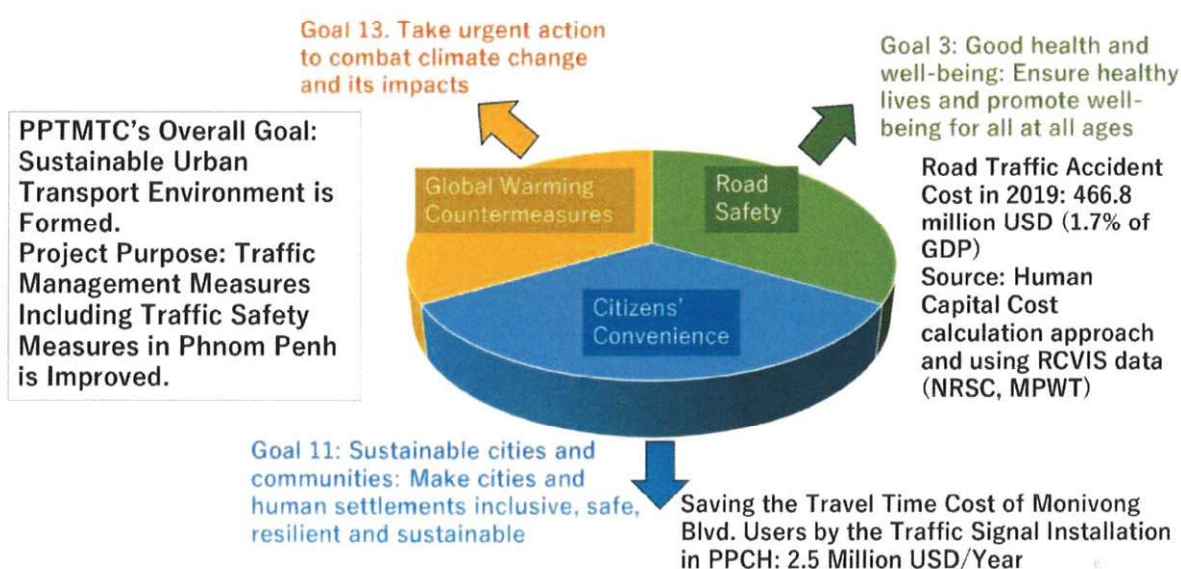 Goal 13. Take urgent action
to combat climate change
and its impacts
Goal 3: Good health and
well-being: Ensure healthy
lives and promote well-
being for all at all ages
PPTMTC's Overall Goal:
Sustainable Urban
Transport Environment is
Formed.
Project Purpose: Traffic
Management Measures
Including Traffic Safety
Measures in Phnom Penh
is Improved.
Global Warming
Countermeasures
Road
Safety
Citizens'
Convenience
Road Traffic Accident
Cost in 2019: 466.8
million USD (1.7% of
GDP)
Source: Human
Capital Cost
calculation approach
and using RCVIS data
(NRSC, MPWT)
Goal 11: Sustainable cities and
communities: Make cities and
human settlements inclusive, safe,
resilient and sustainable
Saving the Travel Time Cost of Monivong
Blvd. Users by the Traffic Signal Installation
in PPCH: 2.5 Million USD/Year